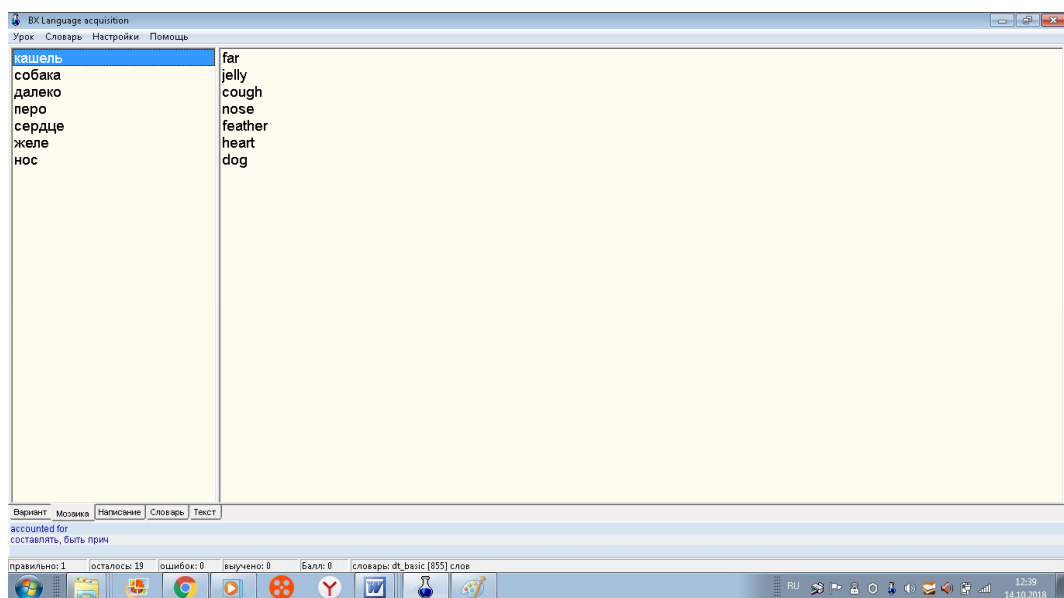 BX Language acquisition
Урок Словарь Настройки Помощь
кашель
собака
далеко
перо
сердце
желе
нос
far
jelly
cough
nose
feather
heart
dog
Вариант Мозаика Написание Словарь Текст
accounted for
составлять, быть прич
правильно: 1 осталось: 19 ошибок: 0 выучено: 0 Балл: 0 словарь: dt_basic [855] слов
RU 12:39
14.10.2018